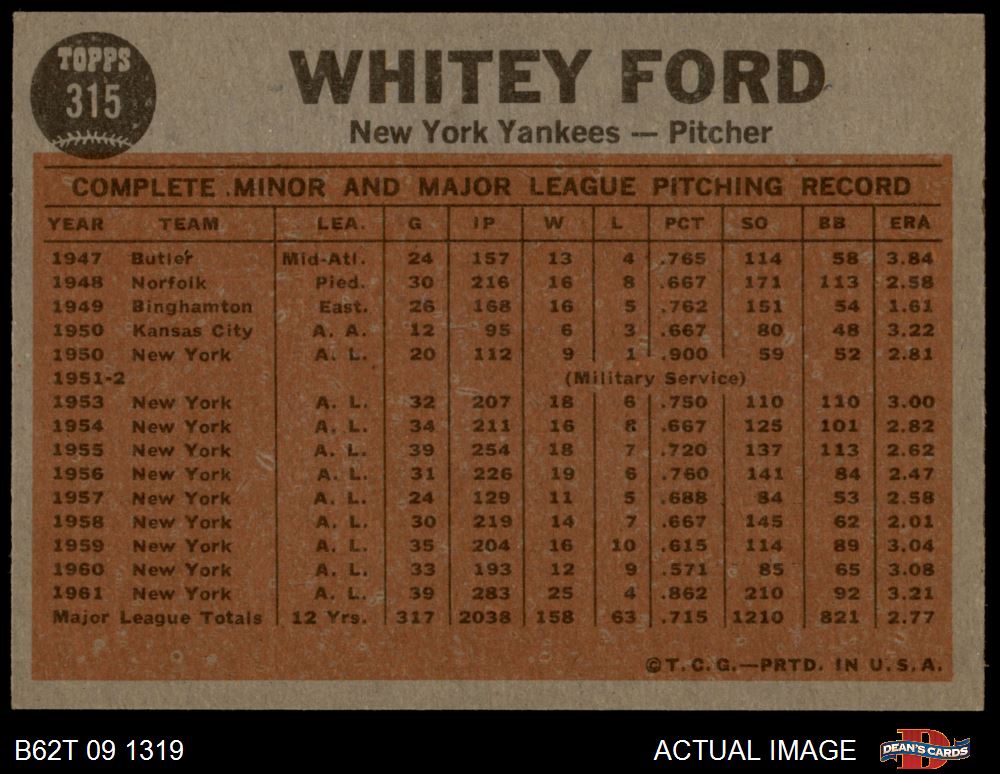 TOPPS
315
WHITEY FORD
New York Yankees — Pitcher
COMPLETE MINOR AND MAJOR LEAGUE PITCHING RECORD
YEAR TEAM LEA. G IP W L PCT SO BB ERA
1947 Butler Mid-Atl. 24 157 13 4 .765 114 58 3.84
1948 Norfolk Pied. 30 216 16 8 .667 171 113 2.58
1949 Binghamton East. 26 168 16 5 .762 151 54 1.61
1950 Kansas City A. A. 12 95 6 3 .667 80 48 3.22
1950 New York A. L. 20 112 9 1 .900 59 52 2.81
1951-2 (Military Service)
1953 New York A. L. 32 207 18 6 .750 110 110 3.00
1954 New York A. L. 34 211 16 8 .667 125 101 2.82
1955 New York A. L. 39 254 18 7 .720 137 113 2.62
1956 New York A. L. 31 226 19 6 .760 141 84 2.47
1957 New York A. L. 24 129 11 5 .688 84 53 2.58
1958 New York A. L. 30 219 14 7 .667 145 62 2.01
1959 New York A. L. 35 204 16 10 .615 114 89 3.04
1960 New York A. L. 33 193 12 9 .571 85 65 3.08
1961 New York A. L. 39 283 25 4 .862 210 92 3.21
Major League Totals 12 Yrs. 317 2038 158 63 .715 1210 821 2.77
©T.C.G.—PRTD. IN U.S.A.
B62T 09 1319 ACTUAL IMAGE DEAN'S CARDS